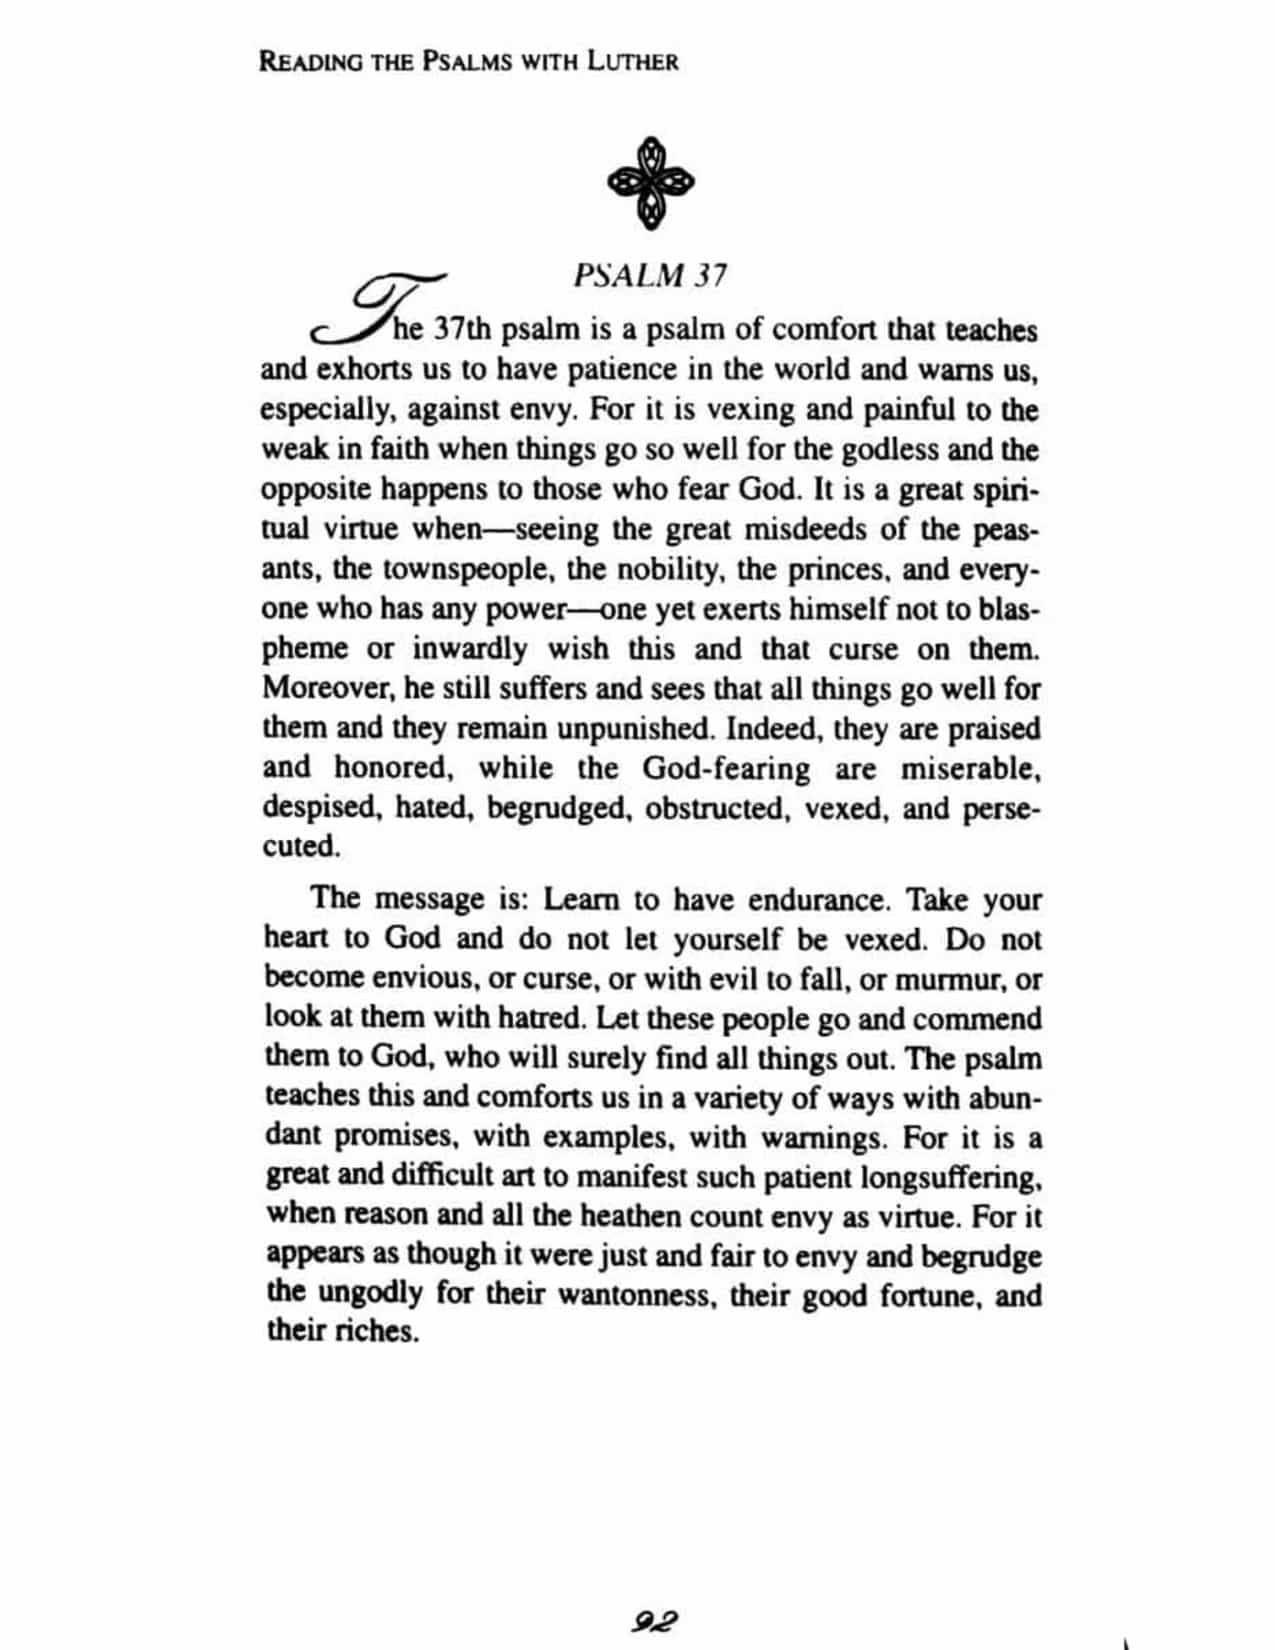 READING THE PSALMS WITH LUTHER
PSALM 37
The 37th psalm is a psalm of comfort that teaches
and exhorts us to have patience in the world and warns us,
especially, against envy. For it is vexing and painful to the
weak in faith when things go so well for the godless and the
opposite happens to those who fear God. It is a great spiri-
tual virtue when—seeing the great misdeeds of the peas-
ants, the townspeople, the nobility, the princes, and every-
one who has any power—one yet exerts himself not to blas-
pheme or inwardly wish this and that curse on them.
Moreover, he still suffers and sees that all things go well for
them and they remain unpunished. Indeed, they are praised
and honored, while the God-fearing are miserable,
despised, hated, begrudged, obstructed, vexed, and perse-
cuted.
The message is: Learn to have endurance. Take your
heart to God and do not let yourself be vexed. Do not
become envious, or curse, or with evil to fall, or murmur, or
look at them with hatred. Let these people go and commend
them to God, who will surely find all things out. The psalm
teaches this and comforts us in a variety of ways with abun-
dant promises, with examples, with warnings. For it is a
great and difficult art to manifest such patient longsuffering,
when reason and all the heathen count envy as virtue. For it
appears as though it were just and fair to envy and begrudge
the ungodly for their wantonness, their good fortune, and
their riches.
92